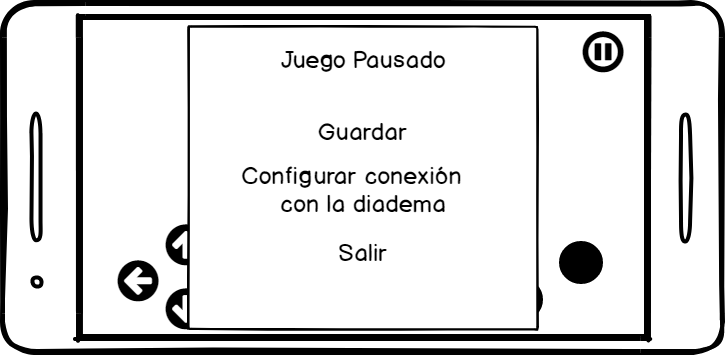 Juego Pausado
Guardar
Configurar conexión
con la diadema
Salir